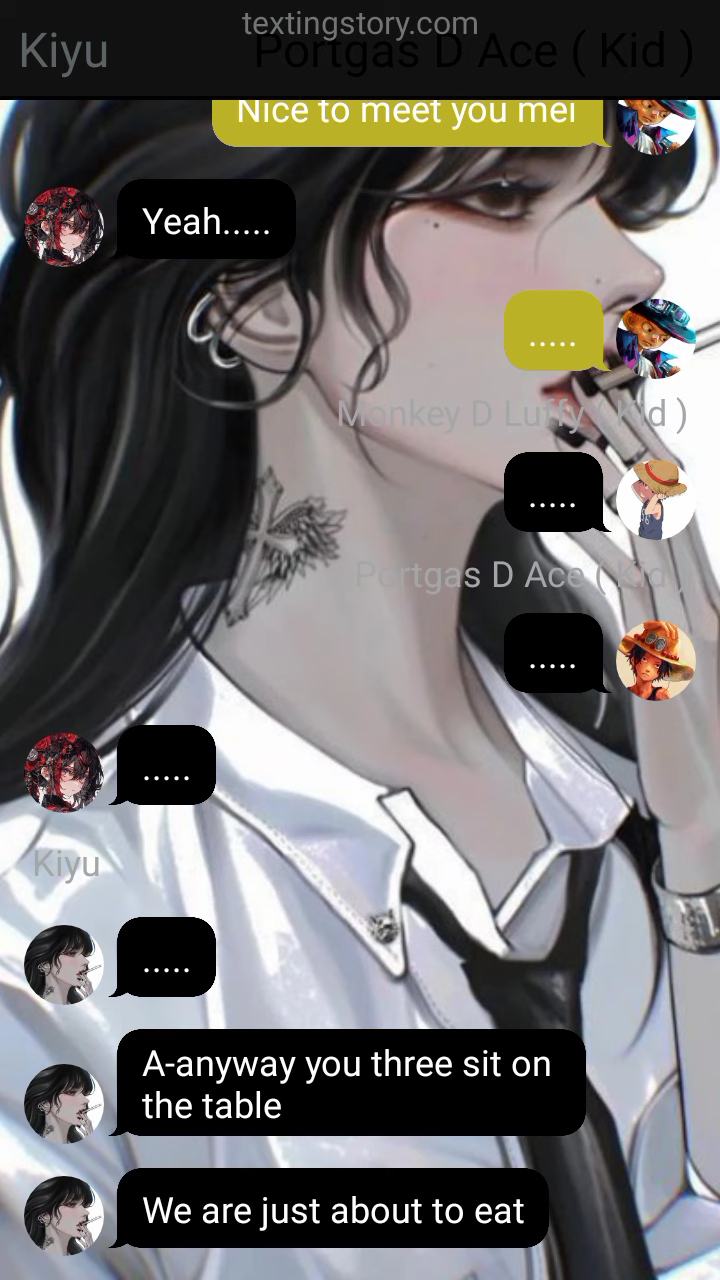 textingstory.com
Kiyu
Portgas D Ace ( Kid )
Nice to meet you mei
Yeah.....
.....
Monkey D Luffy ( Kid )
.....
Portgas D Ace ( Kid )
.....
.....
Kiyu
.....
A-anyway you three sit on
the table
We are just about to eat